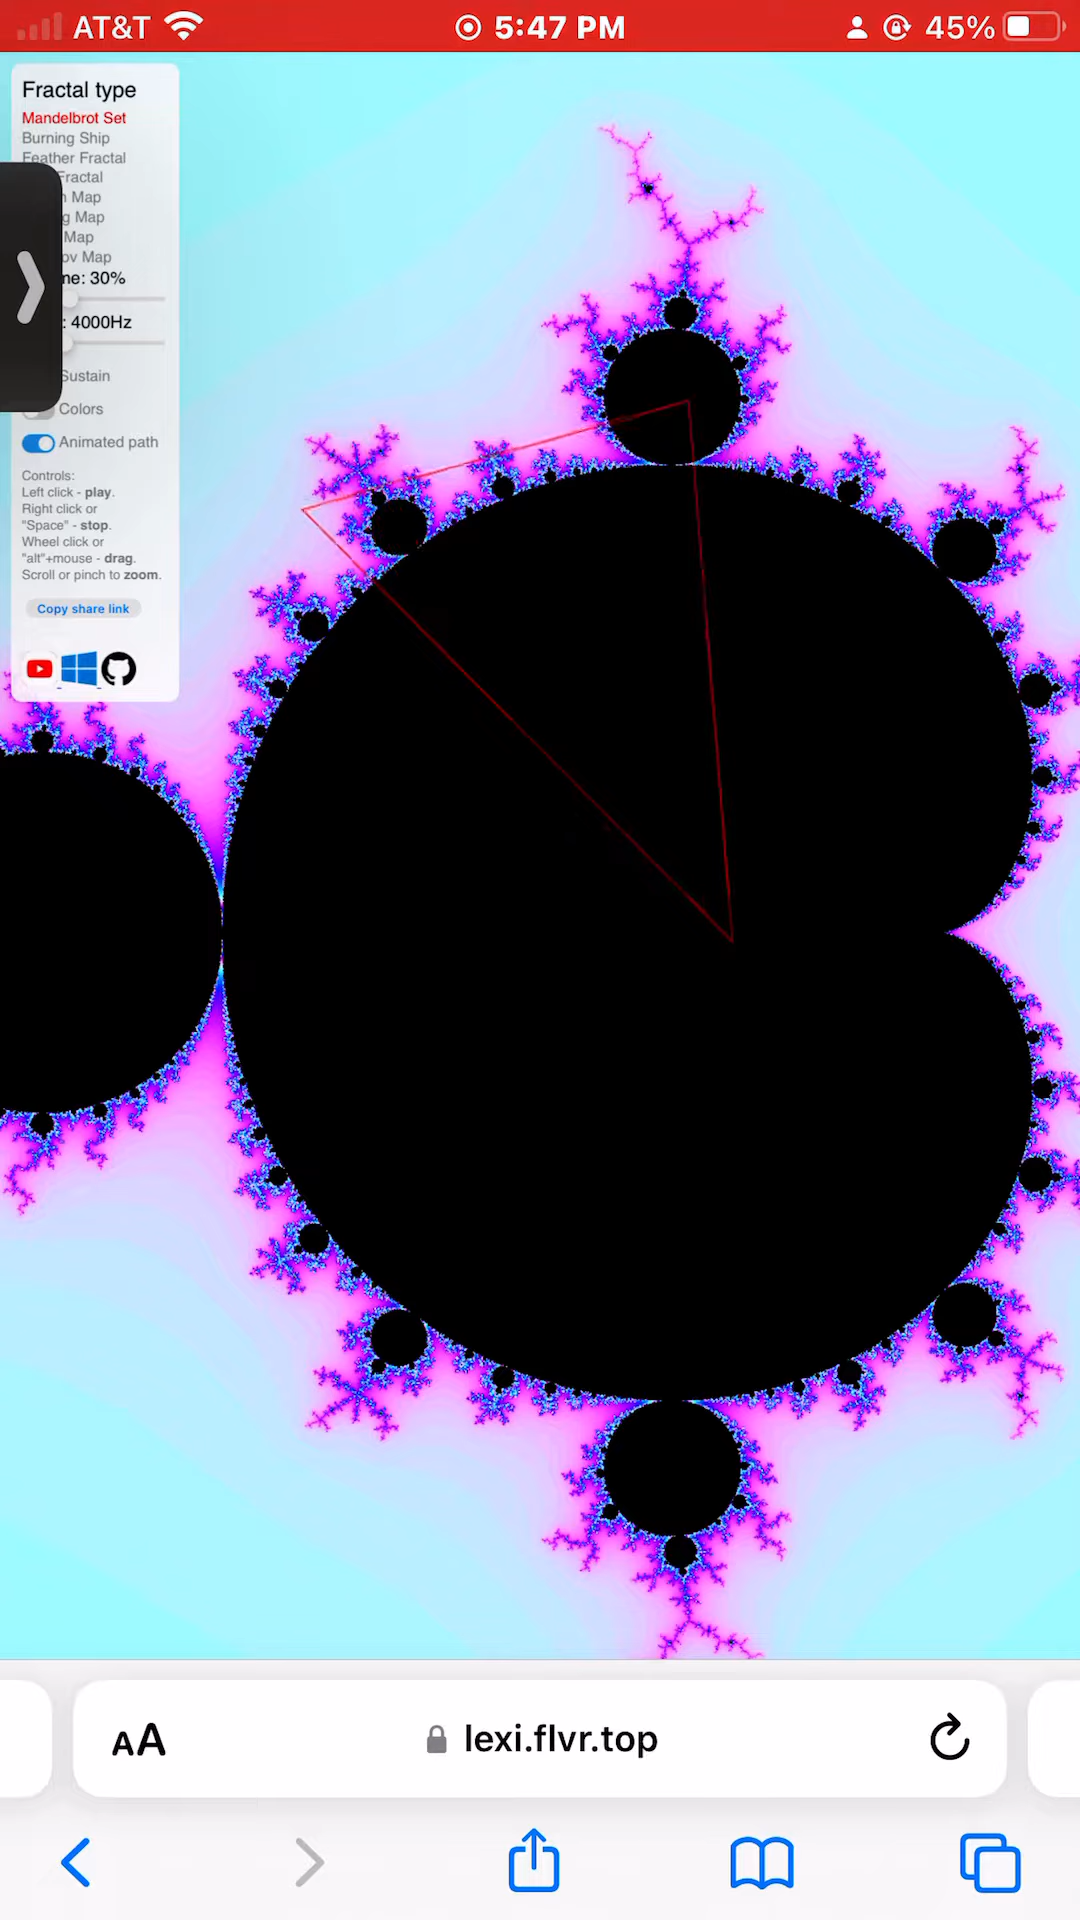 AT&T 5:47 PM 45%
Fractal type
Mandelbrot Set
Burning Ship
Feather Fractal
Fractal
Map
g Map
Map
ov Map
me: 30%
: 4000Hz
Sustain
Colors
Animated path
Controls:
Left click - play.
Right click or
"Space" - stop.
Wheel click or
"alt"+mouse - drag.
Scroll or pinch to zoom.
Copy share link
AA lexi.flvr.top